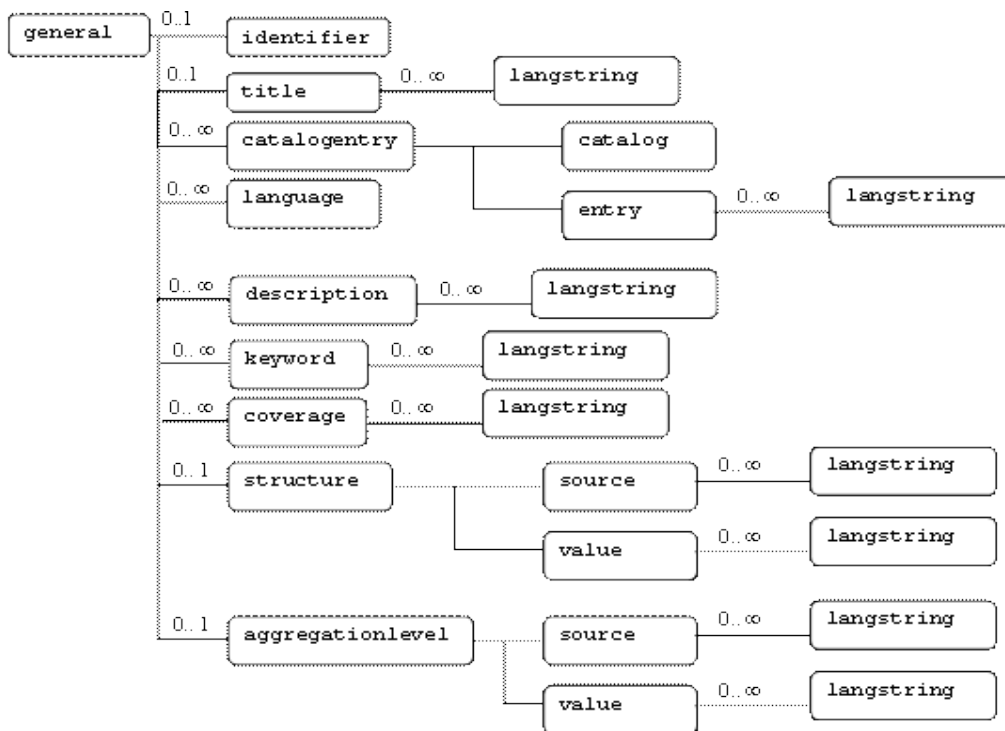 general 0..1 identifier
0..1 title 0..∞ langstring
0..∞ catalogentry catalog
0..∞ language entry 0..∞ langstring
0..∞ description 0..∞ langstring
0..∞ keyword 0..∞ langstring
0..∞ coverage 0..∞ langstring
0..1 structure source 0..∞ langstring
value 0..∞ langstring
0..1 aggregationlevel source 0..∞ langstring
value 0..∞ langstring